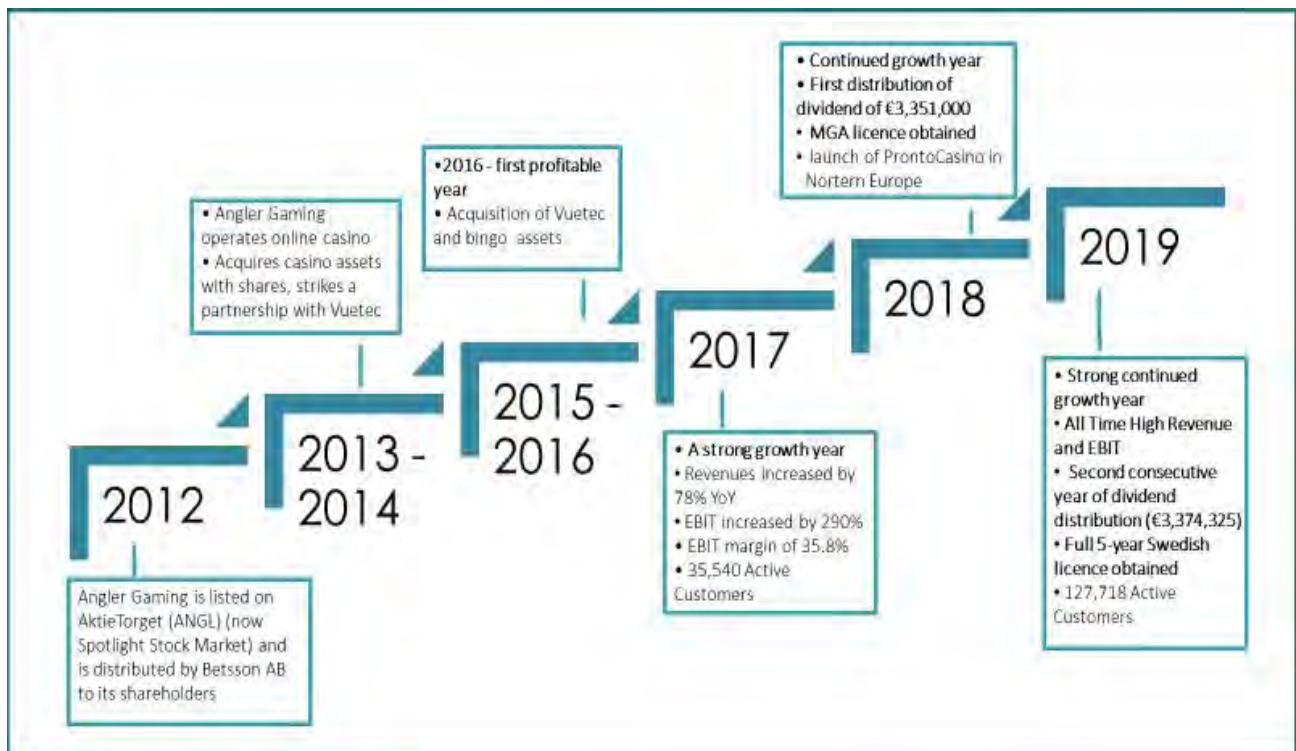 2012
Angler Gaming is listed on
AktieTorget (ANGL) (now
Spotlight Stock Market) and
is distributed by Betsson AB
to its shareholders
• Angler Gaming
operates online casino
• Acquires casino assets
with shares, strikes a
partnership with Vuetec
2013 -
2014
•2016 - first profitable
year
• Acquisition of Vuetec
and bingo assets
2015 -
2016
2017
• A strong growth year
• Revenues increased by
78% YoY
• EBIT increased by 290%
• EBIT margin of 35.8%
• 35,540 Active
Customers
• Continued growth year
• First distribution of
dividend of €3,351,000
• MGA licence obtained
• launch of ProntoCasino in
Nortern Europe
2018
2019
• Strong continued
growth year
• All Time High Revenue
and EBIT
• Second consecutive
year of dividend
distribution (€3,374,325)
• Full 5-year Swedish
licence obtained
• 127,718 Active
Customers